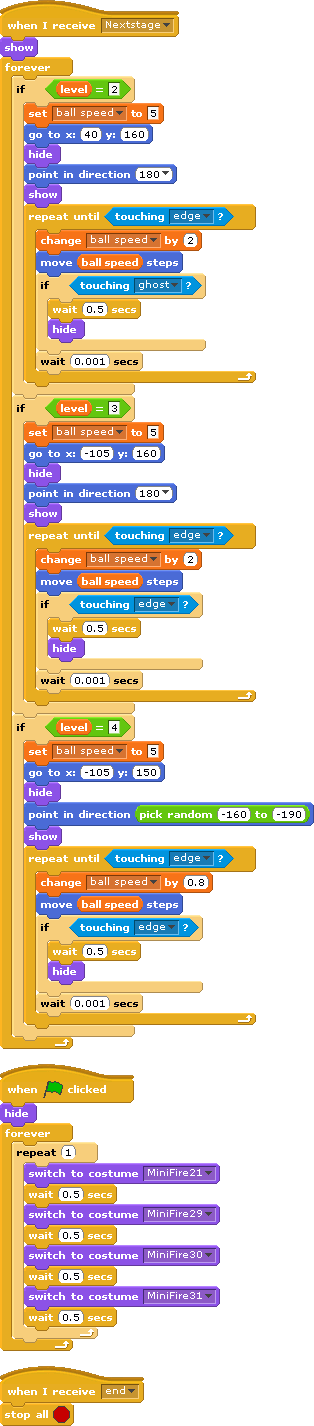 when I receive Nextstage
show
forever
if level = 2
set ball speed to 5
go to x: 40 y: 160
hide
point in direction 180
show
repeat until touching edge ?
change ball speed by 2
move ball speed steps
if touching ghost ?
wait 0.5 secs
hide
wait 0.001 secs
if level = 3
set ball speed to 5
go to x: -105 y: 160
hide
point in direction 180
show
repeat until touching edge ?
change ball speed by 2
move ball speed steps
if touching edge ?
wait 0.5 secs
hide
wait 0.001 secs
if level = 4
set ball speed to 5
go to x: -105 y: 150
hide
point in direction pick random -160 to -190
show
repeat until touching edge ?
change ball speed by 0.8
move ball speed steps
if touching edge ?
wait 0.5 secs
hide
wait 0.001 secs
when clicked
hide
forever
repeat 1
switch to costume MiniFire21
wait 0.5 secs
switch to costume MiniFire29
wait 0.5 secs
switch to costume MiniFire30
wait 0.5 secs
switch to costume MiniFire31
wait 0.5 secs
when I receive end
stop all